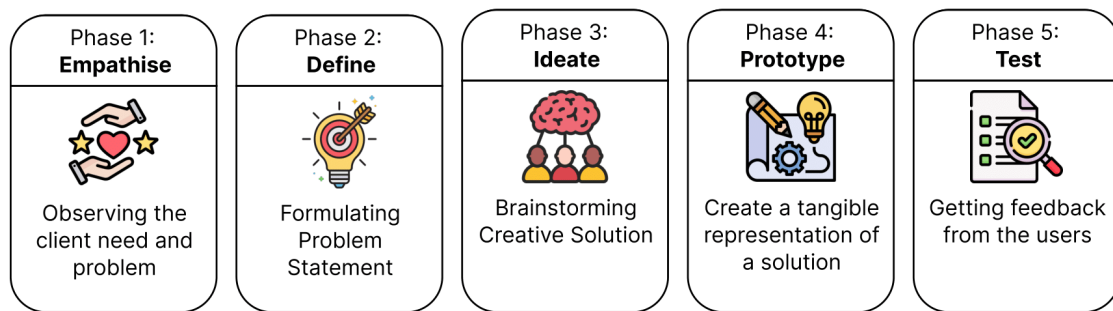 Phase 1:
Empathise
Observing the
client need and
problem
Phase 2:
Define
Formulating
Problem
Statement
Phase 3:
Ideate
Brainstorming
Creative Solution
Phase 4:
Prototype
Create a tangible
representation of
a solution
Phase 5:
Test
Getting feedback
from the users